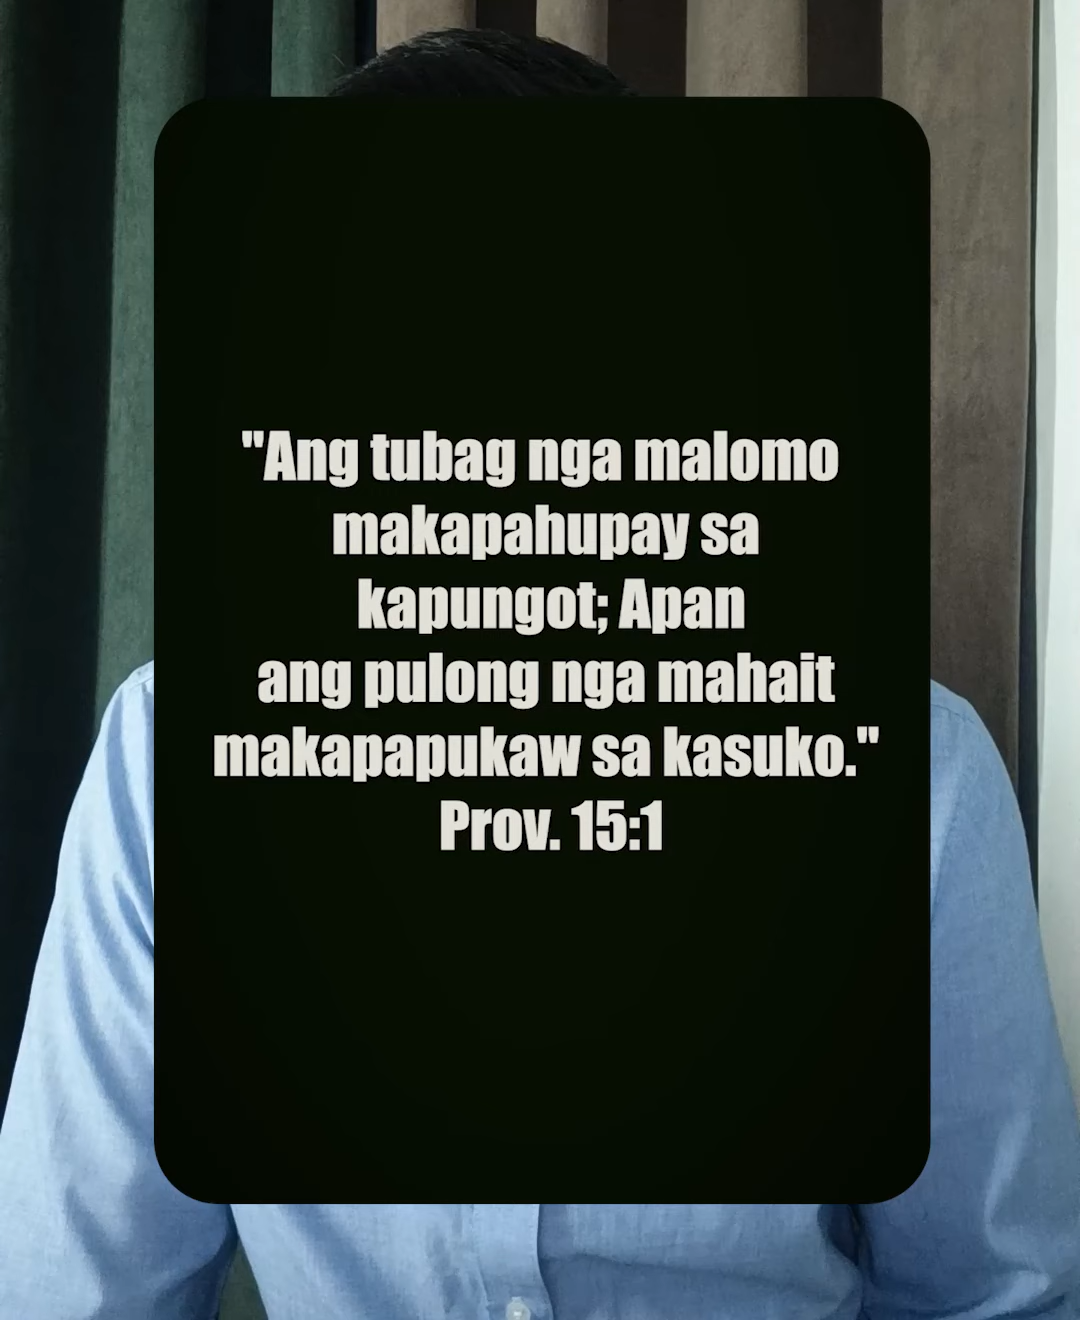 "Ang tubag nga malomo
makapahupay sa
kapungot; Apan
ang pulong nga mahait
makapapukaw sa kasuko."
Prov. 15:1